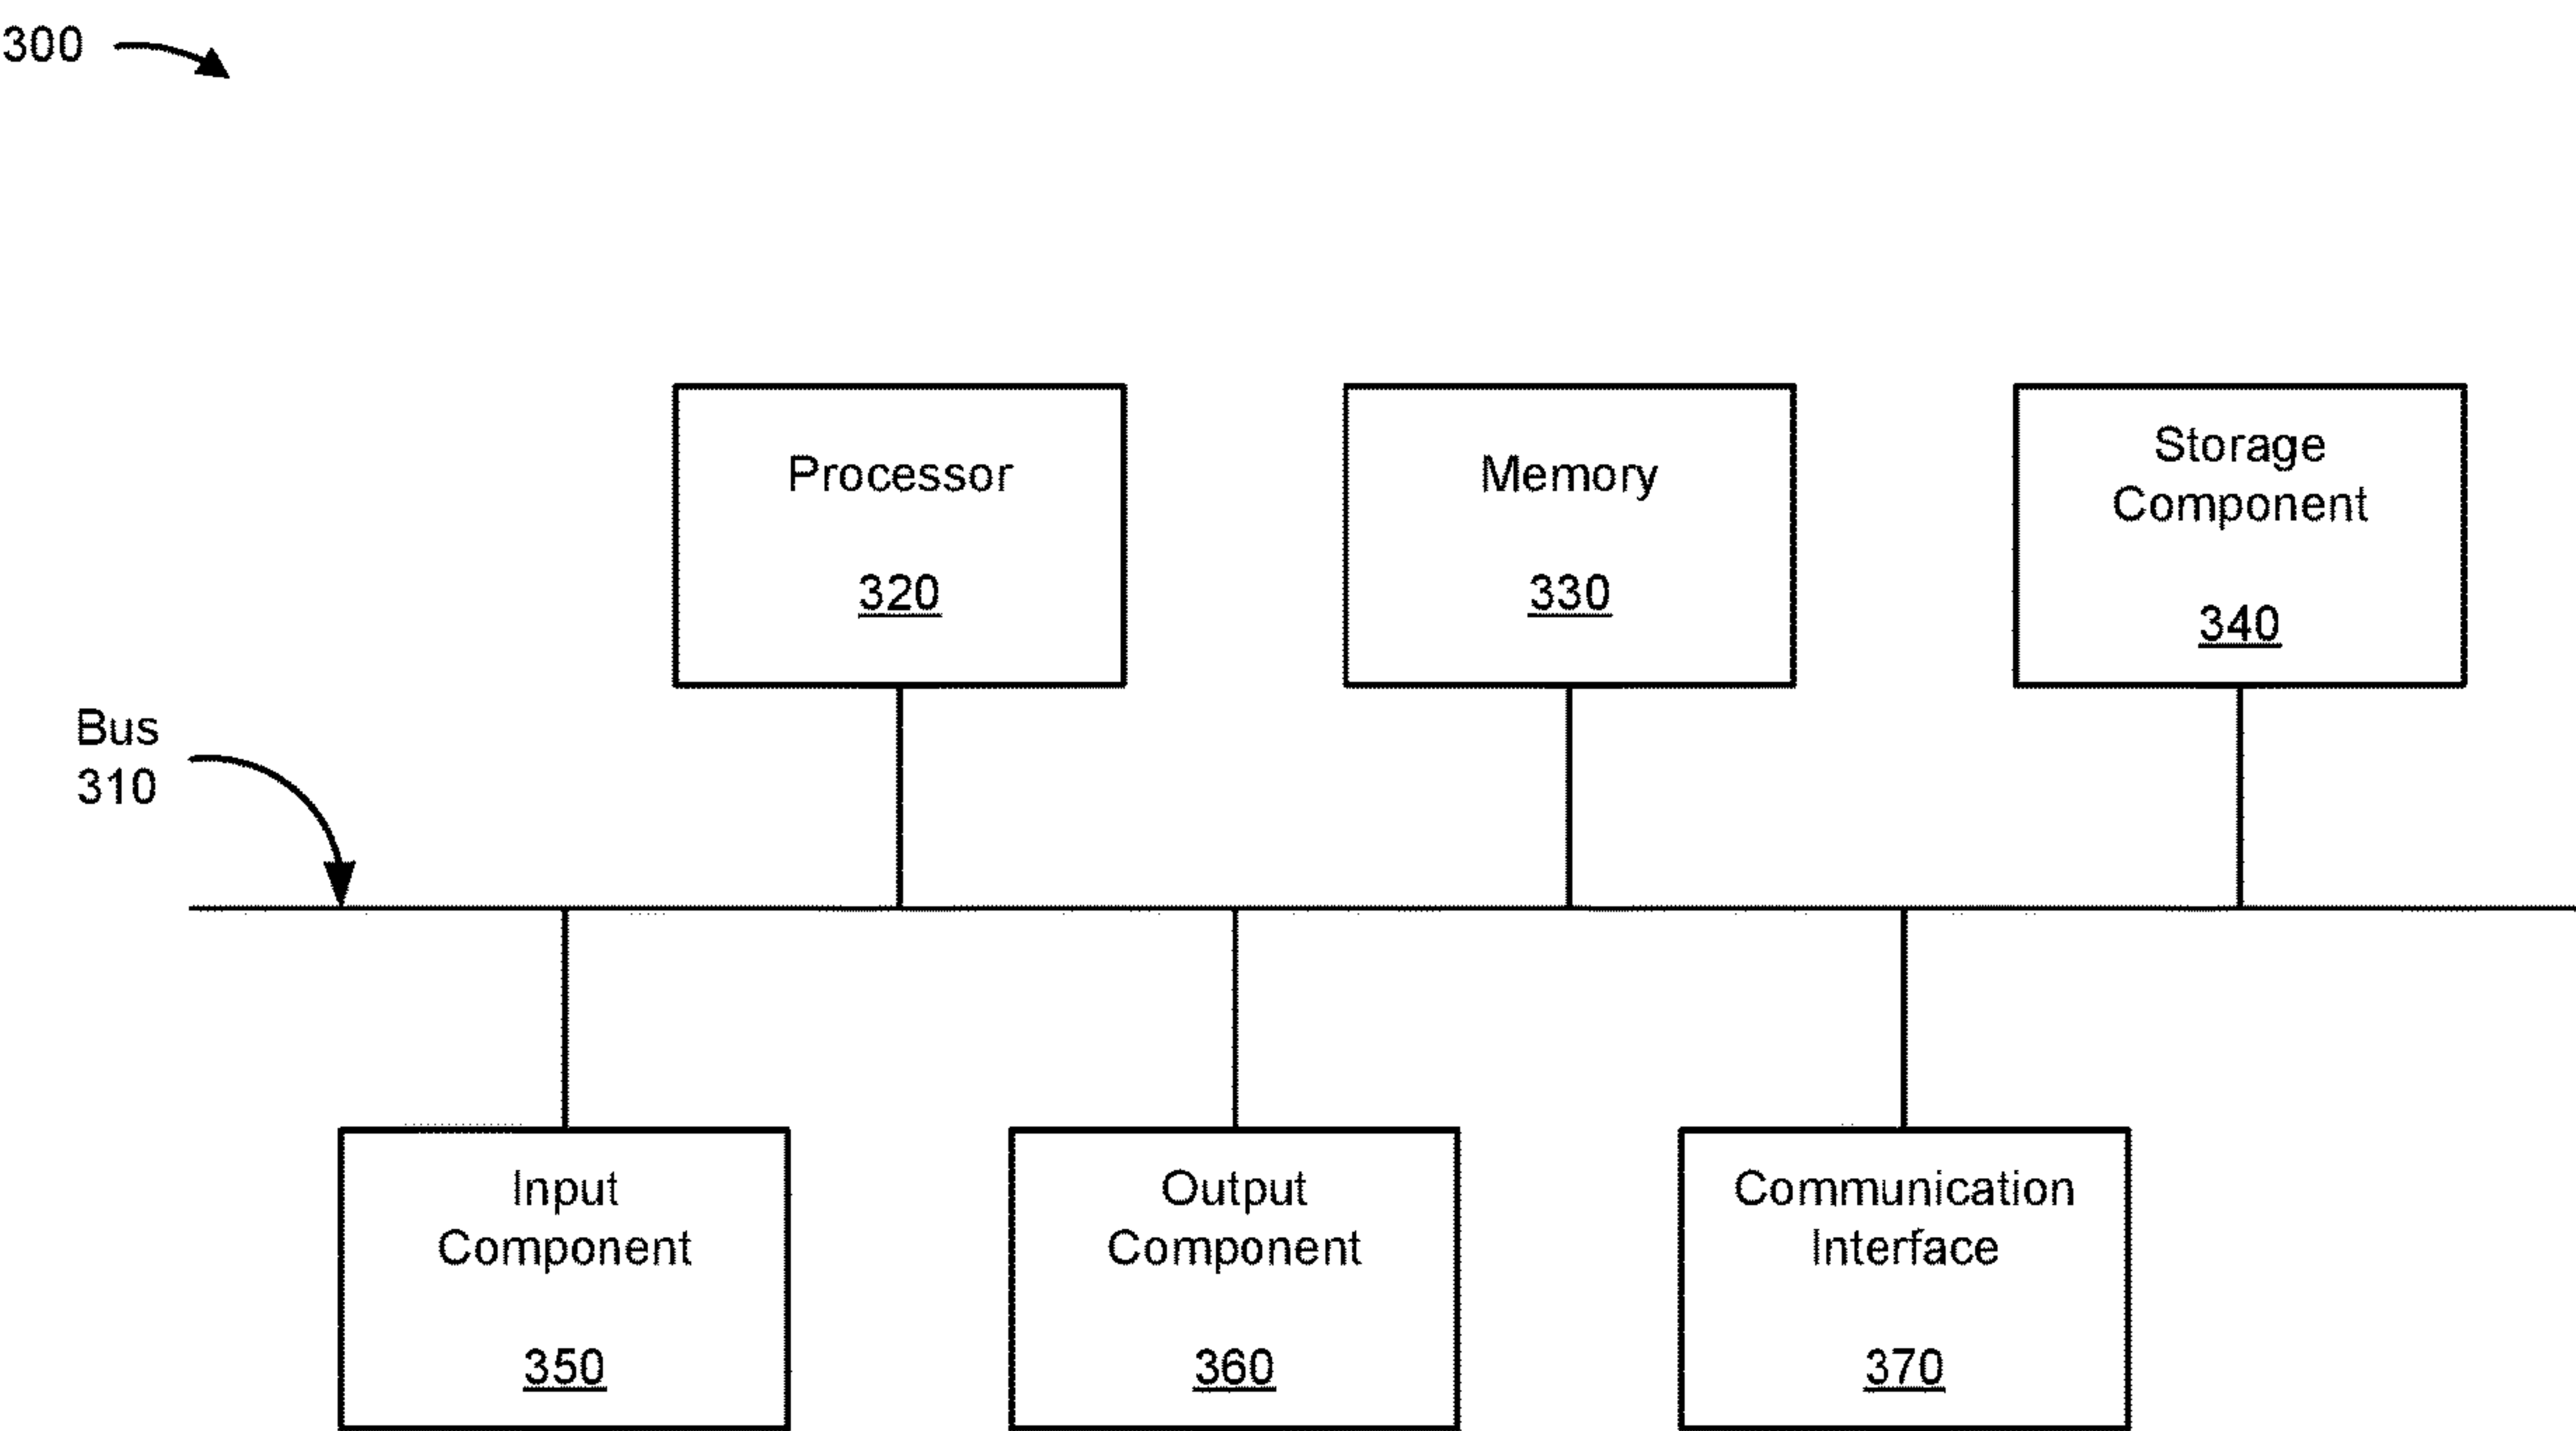 300
Processor
320
Memory
330
Storage
Component
340
Bus
310
Input
Component
350
Output
Component
360
Communication
Interface
370